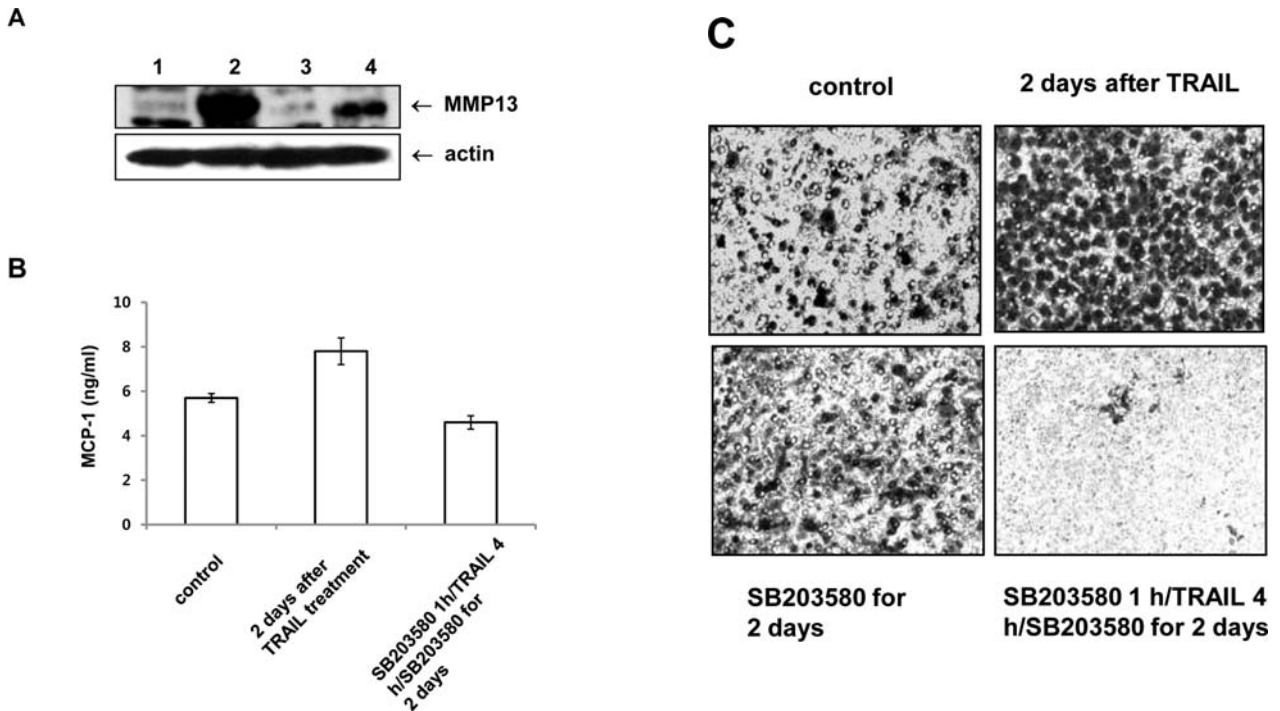 A
1 2 3 4
← MMP13
← actin
B
10
8
6
4
2
0
MCP-1 (ng/ml)
control
2 days after
TRAIL treatment
SB203580 1h/TRAIL 4
h/SB203580 for
2 days
C
control
2 days after TRAIL
SB203580 for
2 days
SB203580 1 h/TRAIL 4
h/SB203580 for 2 days